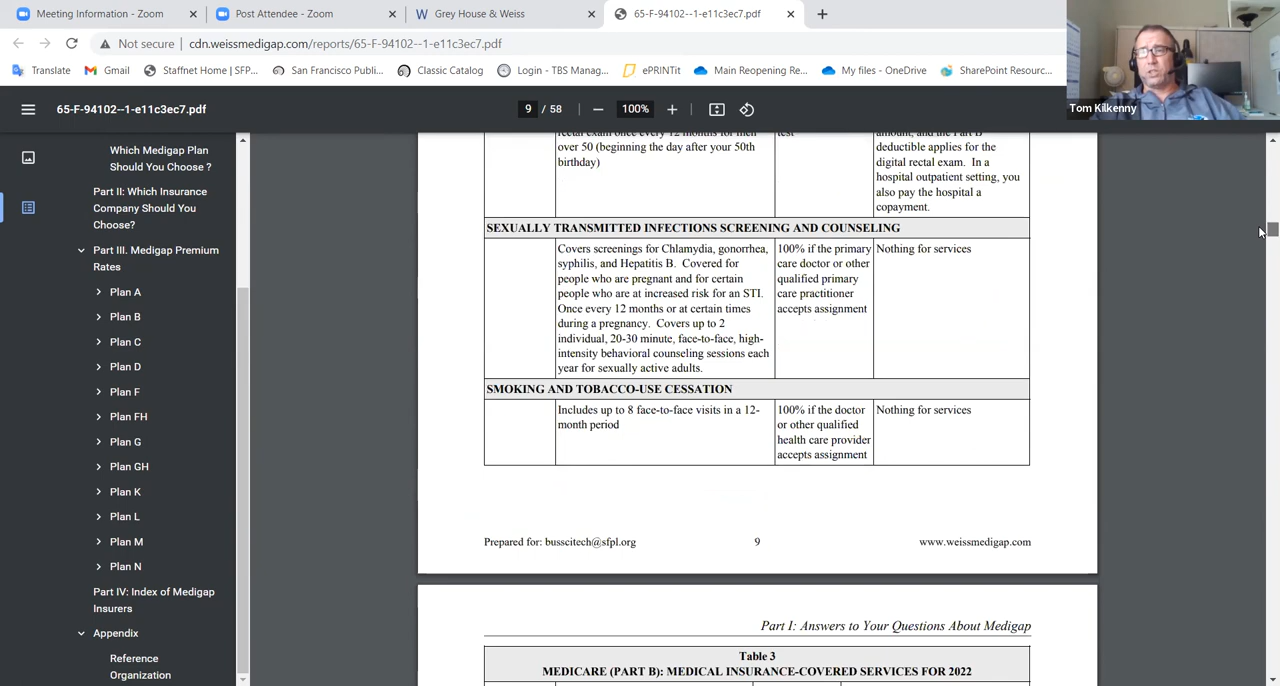 Meeting Information - Zoom
Post Attendee - Zoom
Grey House & Weiss
65-F-94102--1-e11c3ec7.pdf
Not secure | cdn.weissmedigap.com/reports/65-F-94102--1-e11c3ec7.pdf
Translate
Gmail
Staffnet Home | SFP...
San Francisco Publi...
Classic Catalog
Login - TBS Manag...
ePRINTit
Main Reopening Re...
My files - OneDrive
SharePoint Resourc...
Tom Kilkenny
65-F-94102--1-e11c3ec7.pdf
9 / 58
100%
Which Medigap Plan
Should You Choose ?
Part II: Which Insurance
Company Should You
Choose?
Part III. Medigap Premium
Rates
Plan A
Plan B
Plan C
Plan D
Plan F
Plan FH
Plan G
Plan GH
Plan K
Plan L
Plan M
Plan N
Part IV: Index of Medigap
Insurers
Appendix
Reference
Organization
rectal exam once every 12 months for men
over 50 (beginning the day after your 50th
birthday)
test
amount, and the Part B
deductible applies for the
digital rectal exam. In a
hospital outpatient setting, you
also pay the hospital a
copayment.
SEXUALLY TRANSMITTED INFECTIONS SCREENING AND COUNSELING
Covers screenings for Chlamydia, gonorrhea,
syphilis, and Hepatitis B. Covered for
people who are pregnant and for certain
people who are at increased risk for an STI.
Once every 12 months or at certain times
during a pregnancy. Covers up to 2
individual, 20-30 minute, face-to-face, high-
intensity behavioral counseling sessions each
year for sexually active adults.
100% if the primary
care doctor or other
qualified primary
care practitioner
accepts assignment
Nothing for services
SMOKING AND TOBACCO-USE CESSATION
Includes up to 8 face-to-face visits in a 12-
month period
100% if the doctor
or other qualified
health care provider
accepts assignment
Nothing for services
Prepared for: busscitech@sfpl.org
9
www.weissmedigap.com
Part I: Answers to Your Questions About Medigap
Table 3
MEDICARE (PART B): MEDICAL INSURANCE-COVERED SERVICES FOR 2022